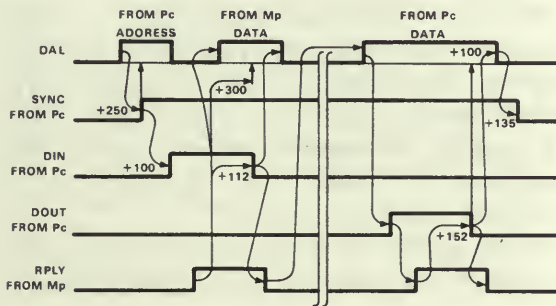 FROM Pc
ADDRESS
FROM Mp
DATA
FROM Pc
DATA
DAL
+100
+300
SYNC
FROM Pc
+250
+135
DIN
FROM Pc
+100
+112
DOUT
FROM Pc
+152
RPLY
FROM Mp